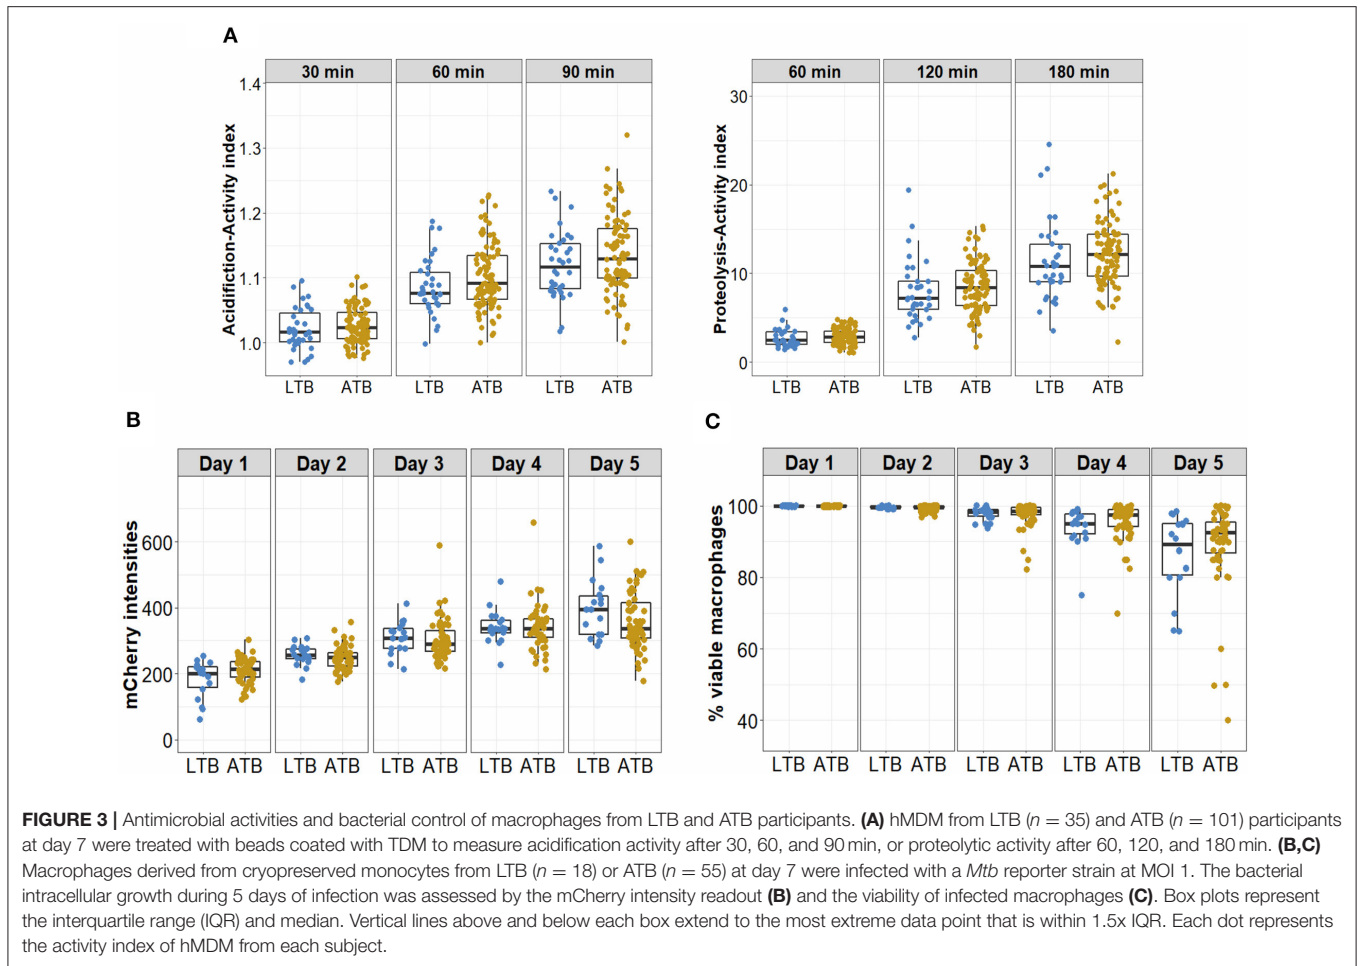 A
30 min 60 min 90 min
Acidifiction-Activity index
1.4
1.3
1.2
1.1
1.0
LTB ATB LTB ATB LTB ATB
60 min 120 min 180 min
Proteolysis-Activity index
30
20
10
0
LTB ATB LTB ATB LTB ATB
B
Day 1 Day 2 Day 3 Day 4 Day 5
mCherry intensities
600
400
200
0
LTB ATB LTB ATB LTB ATB LTB ATB LTB ATB
C
Day 1 Day 2 Day 3 Day 4 Day 5
% viable macrophages
100
80
60
40
LTB ATB LTB ATB LTB ATB LTB ATB LTB ATB
FIGURE 3 | Antimicrobial activities and bacterial control of macrophages from LTB and ATB participants. (A) hMDM from LTB (n = 35) and ATB (n = 101) participants
at day 7 were treated with beads coated with TDM to measure acidification activity after 30, 60, and 90 min, or proteolytic activity after 60, 120, and 180 min. (B,C)
Macrophages derived from cryopreserved monocytes from LTB (n = 18) or ATB (n = 55) at day 7 were infected with a Mtb reporter strain at MOI 1. The bacterial
intracellular growth during 5 days of infection was assessed by the mCherry intensity readout (B) and the viability of infected macrophages (C). Box plots represent
the interquartile range (IQR) and median. Vertical lines above and below each box extend to the most extreme data point that is within 1.5x IQR. Each dot represents
the activity index of hMDM from each subject.